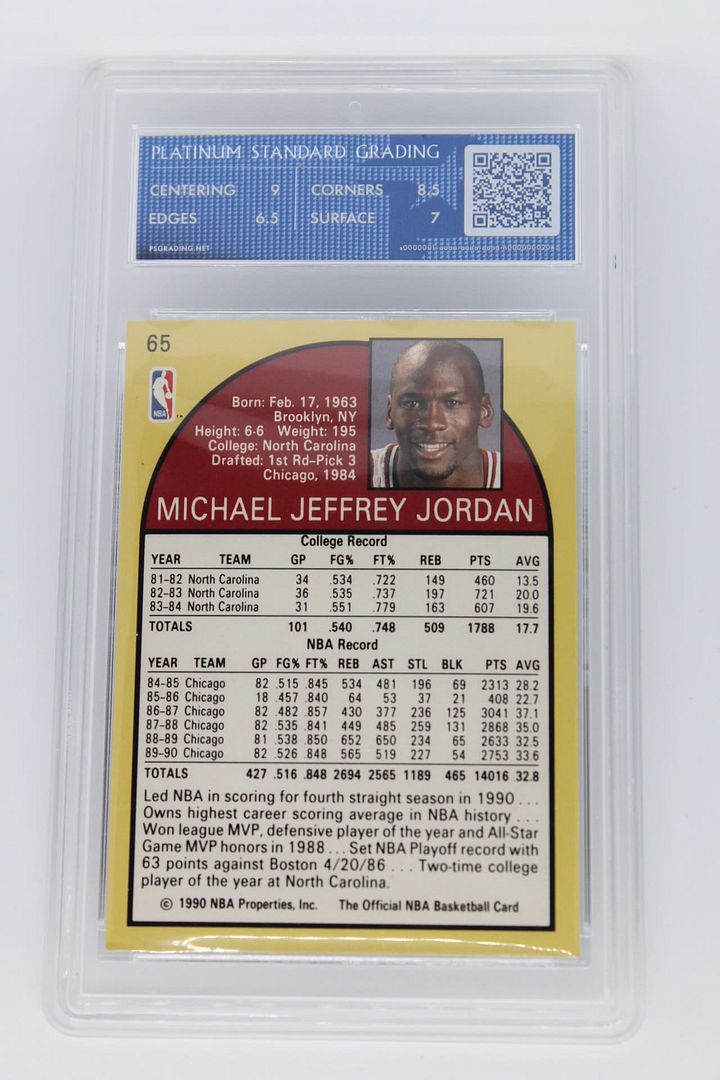 PLATINUM STANDARD GRADING
CENTERING 9 CORNERS 8.5
EDGES 6.5 SURFACE 7
PSGRADING.NET
65
NBA
Born: Feb. 17, 1963
Brooklyn, NY
Height: 6-6 Weight: 195
College: North Carolina
Drafted: 1st Rd–Pick 3
Chicago, 1984
MICHAEL JEFFREY JORDAN
College Record
YEAR TEAM GP FG% FT% REB PTS AVG
81–82 North Carolina 34 .534 .722 149 460 13.5
82–83 North Carolina 36 .535 .737 197 721 20.0
83–84 North Carolina 31 .551 .779 163 607 19.6
TOTALS 101 .540 .748 509 1788 17.7
NBA Record
YEAR TEAM GP FG% FT% REB AST STL BLK PTS AVG
84–85 Chicago 82 .515 .845 534 481 196 69 2313 28.2
85–86 Chicago 18 .457 .840 64 53 37 21 408 22.7
86–87 Chicago 82 .482 .857 430 377 236 125 3041 37.1
87–88 Chicago 82 .535 .841 449 485 259 131 2868 35.0
88–89 Chicago 81 .538 .850 652 650 234 65 2633 32.5
89–90 Chicago 82 .526 .848 565 519 227 54 2753 33.6
TOTALS 427 .516 .848 2694 2565 1189 465 14016 32.8
Led NBA in scoring for fourth straight season in 1990 . . .
Owns highest career scoring average in NBA history . . .
Won league MVP, defensive player of the year and All-Star
Game MVP honors in 1988 . . . Set NBA Playoff record with
63 points against Boston 4/20/86 . . . Two-time college
player of the year at North Carolina.
© 1990 NBA Properties, Inc. The Official NBA Basketball Card